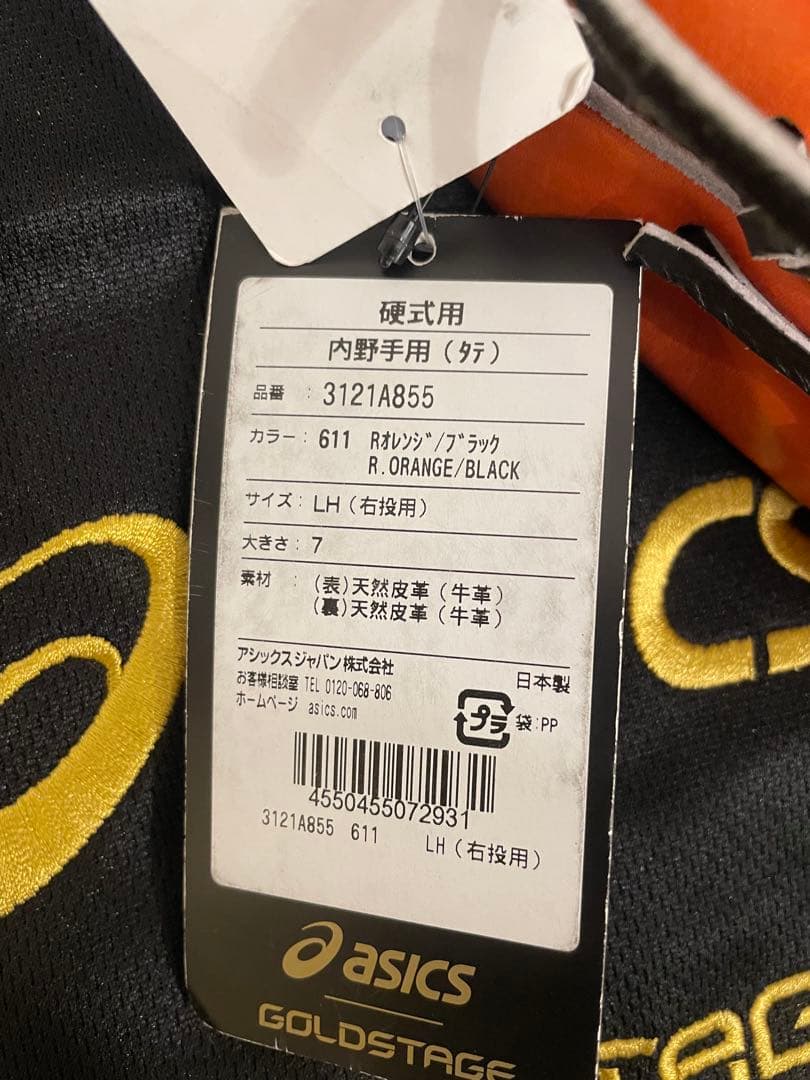 硬式用
内野手用（ﾀﾃ）
品番 : 3121A855
カラー : 611 Rｵﾚﾝｼﾞ/ﾌﾞﾗｯｸ
R.ORANGE/BLACK
サイズ : LH（右投用）
大きさ : 7
素材 : （表)天然皮革（牛革）
（裏)天然皮革（牛革）
アシックスジャパン株式会社
お客様相談室 TEL 0120-068-806
ホームページ asics.com
日本製
プラ 袋:PP
4550455072931
3121A855 611 LH（右投用）
asics
GOLDSTAGE